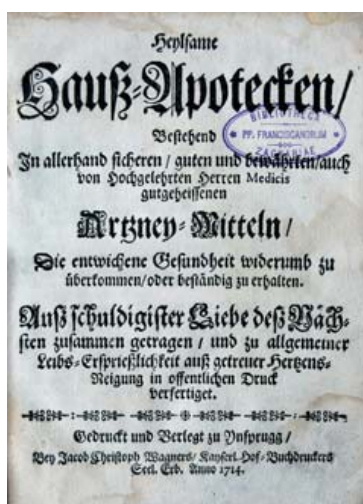 Heylsame
Hauß-Apotecken/
Bestehend
In allerhand sicheren / guten und bewährten/auch
von Hochgelehrten Herren Medicis
gutgeheissenen
Artzney-Mitteln /
Die entwichene Gesundheit widerumb zu
überkommen/oder beständig zu erhalten.
Auß schuldigister Liebe deß Näch-
sten zusammen getragen / und zu allgemeiner
Leibs-Ersprießlichkeit auß getreuer Hertzens-
Neigung in offentlichen Druck
verfertiget.
Gedruckt und Verlegt zu Ynsprugg /
Bey Jacob Christoph Wagners/ Kayserl. Hof-Buchdruckers
Seel. Erb. Anno 1714.
BIBLIOTHECA
PP. FRANCISCANORUM
ZAGRABIAE